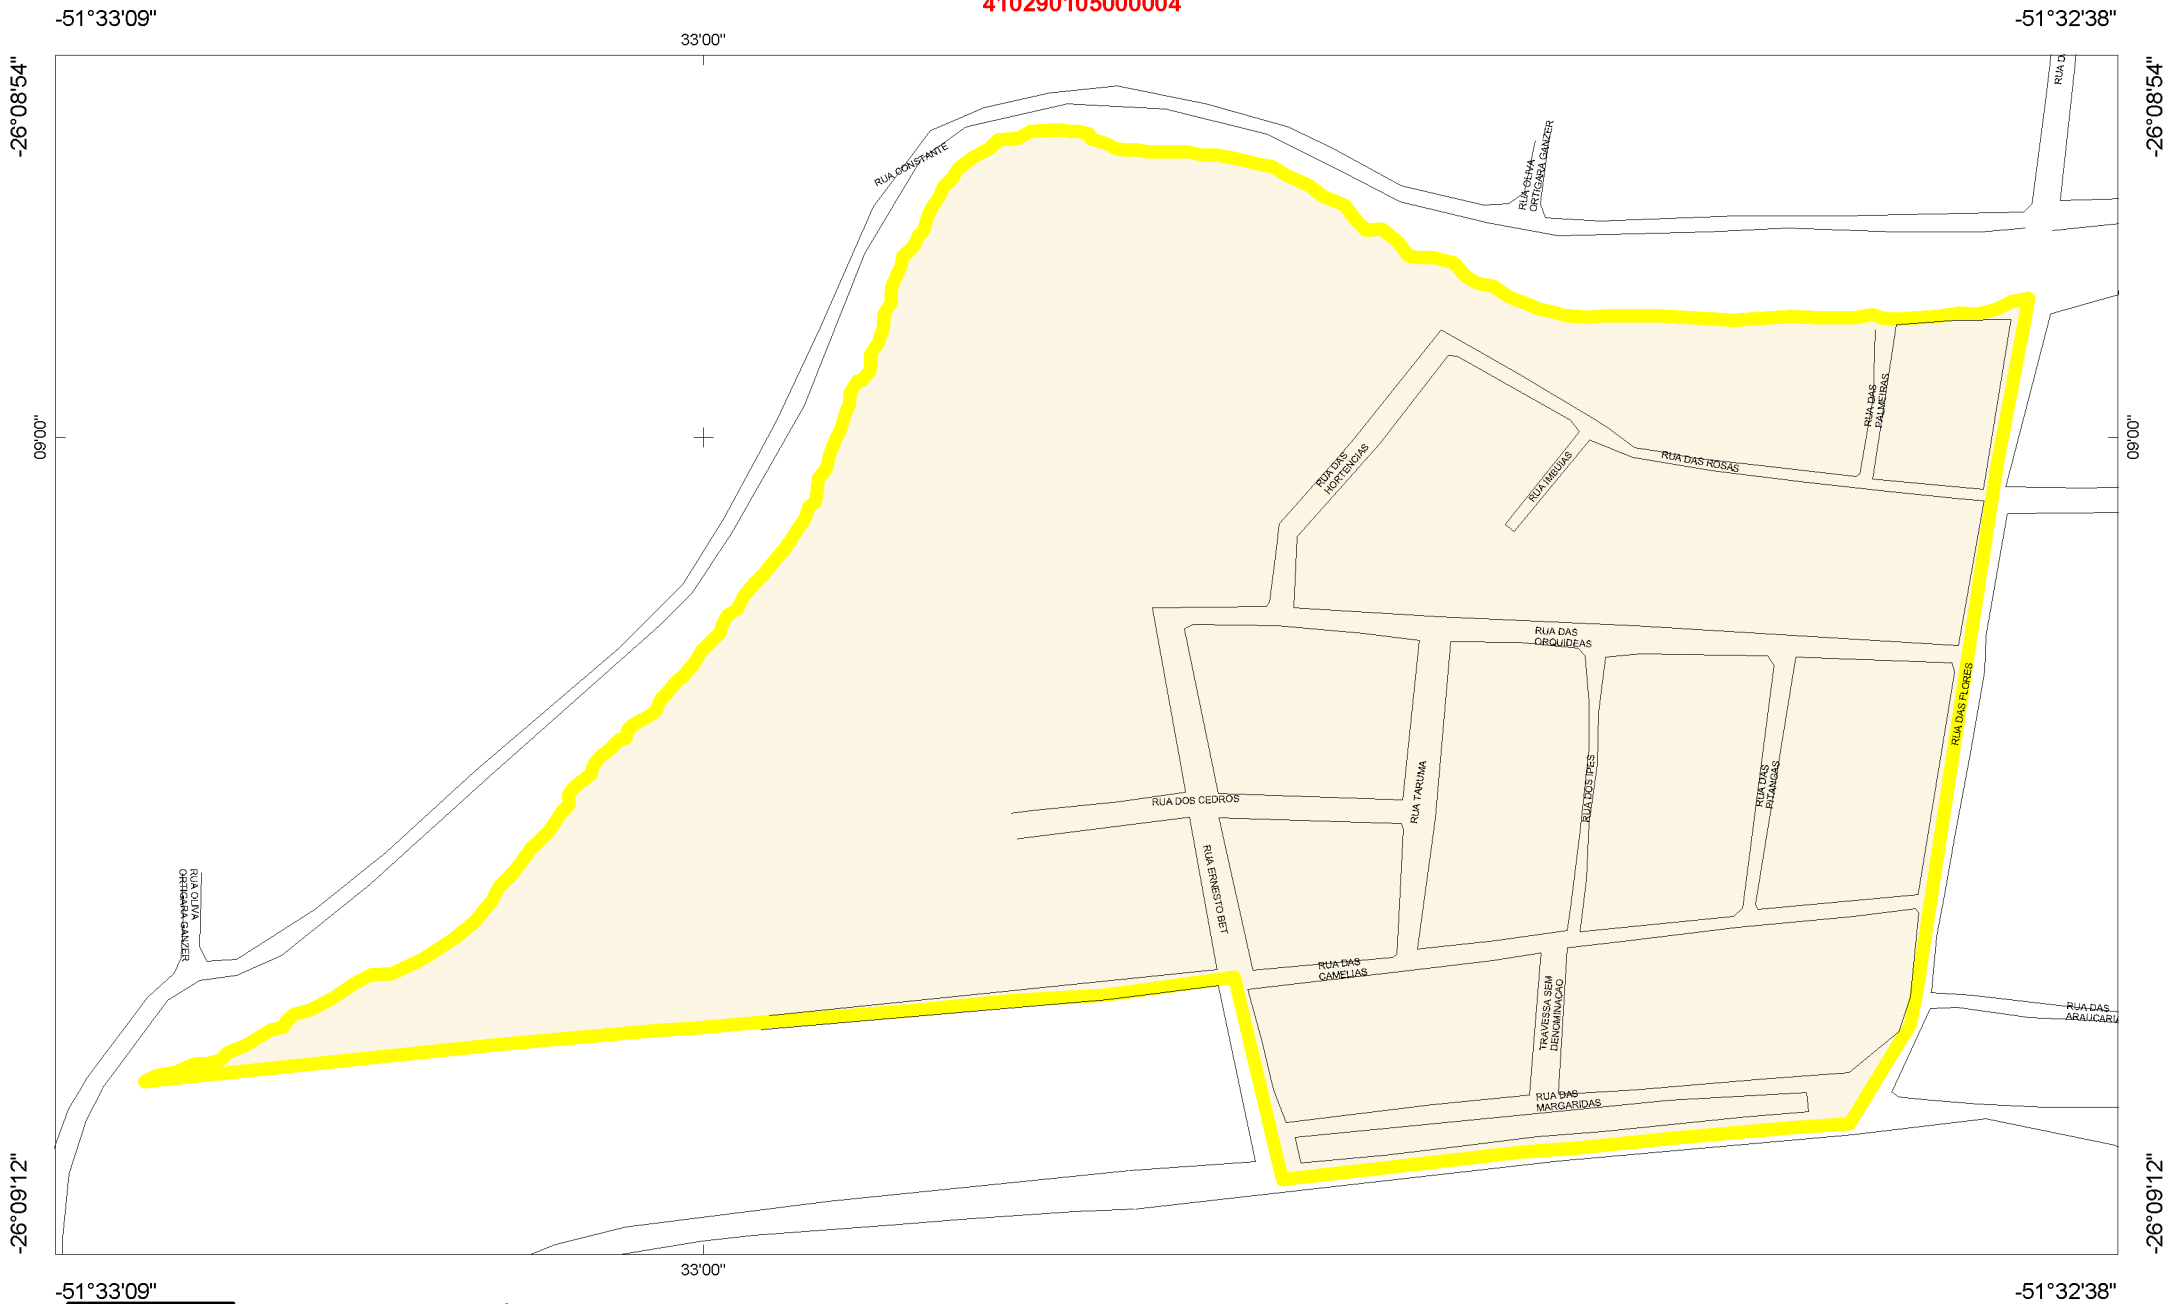 410290105000004
-51°33'09"
-51°32'38"
33'00"
-26°08'54"
-26°08'54"
RUA CONSTANTE
RUA OLIVA
ORTIGARA GANZER
09'00"
09'00"
RUA DAS
PALMEIRAS
RUA DAS
HORTENCIAS
RUA IMBUIAS
RUA DAS ROSAS
RUA DAS
ORQUIDEAS
RUA DAS FLORES
RUA DOS CEDROS
RUA TARUMA
RUA DOS IPES
RUA DAS
PITANGAS
RUA OLIVA
ORTIGARA GANZER
RUA ERNESTO BET
RUA DAS
CAMELIAS
TRAVESSA SEM
DENOMINACAO
RUA DAS
RUA DAS
MARGARIDAS
-26°09'12"
-26°09'12"
33'00"
-51°33'09"
-51°32'38"